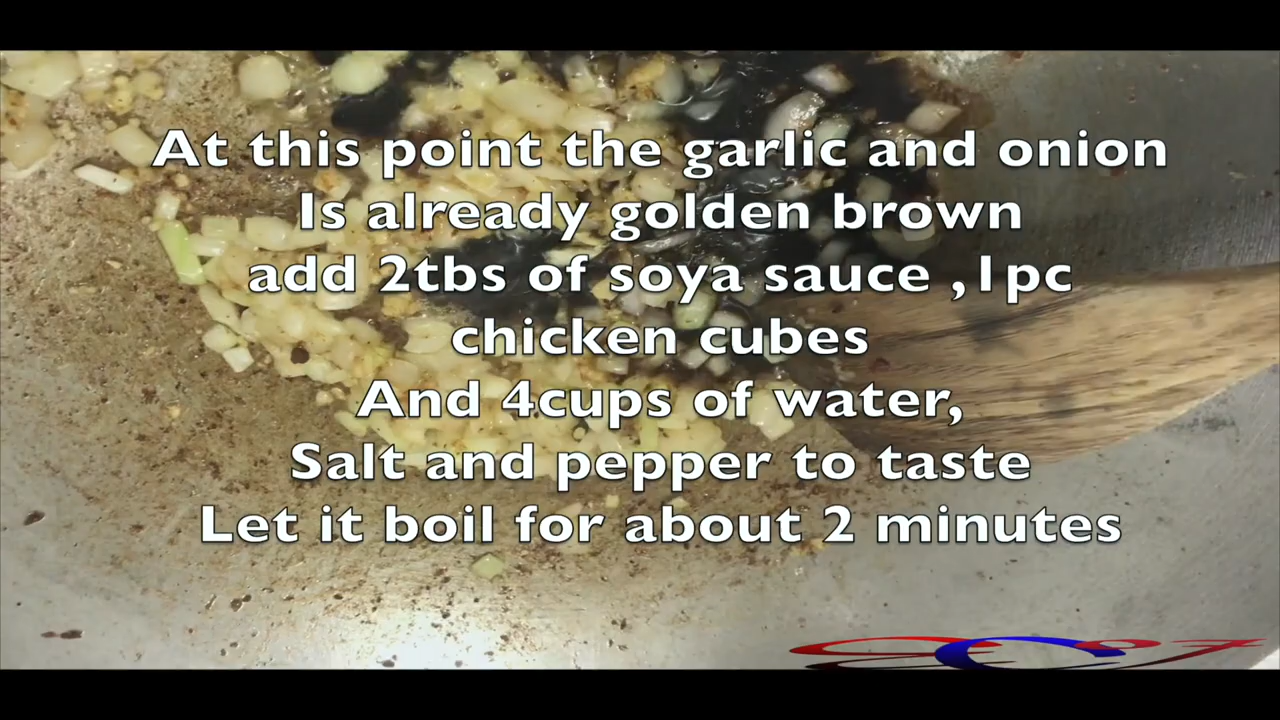 At this point the garlic and onion
Is already golden brown
add 2tbs of soya sauce ,1pc
chicken cubes
And 4cups of water,
Salt and pepper to taste
Let it boil for about 2 minutes